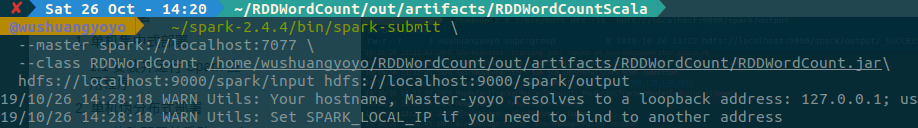 ✘ Sat 26 Oct - 14:20 ~/RDDWordCount/out/artifacts/RDDWordCountScala
@wushuangyoyo ~/spark-2.4.4/bin/spark-submit \
--master spark://localhost:7077 \
--class RDDWordCount /home/wushuangyoyo/RDDWordCount/out/artifacts/RDDWordCount/RDDWordCount.jar\
hdfs://localhost:9000/spark/input hdfs://localhost:9000/spark/output
19/10/26 14:28:18 WARN Utils: Your hostname, Master-yoyo resolves to a loopback address: 127.0.0.1; us
19/10/26 14:28:18 WARN Utils: Set SPARK_LOCAL_IP if you need to bind to another address